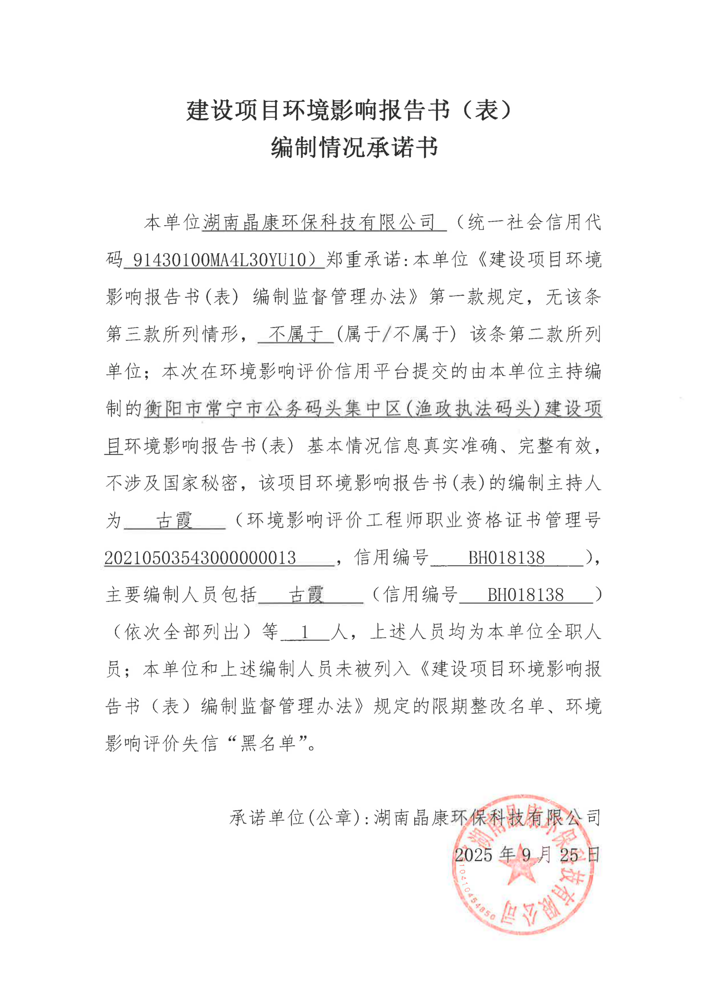 建设项目环境影响报告书（表）
编制情况承诺书
本单位湖南晶康环保科技有限公司 （统一社会信用代
码 91430100MA4L30YU10）郑重承诺:本单位《建设项目环境
影响报告书(表) 编制监督管理办法》第一款规定，无该条
第三款所列情形， 不属于 (属于/不属于) 该条第二款所列
单位；本次在环境影响评价信用平台提交的由本单位主持编
制的衡阳市常宁市公务码头集中区(渔政执法码头)建设项
目环境影响报告书(表) 基本情况信息真实准确、完整有效，
不涉及国家秘密，该项目环境影响报告书(表)的编制主持人
为 古霞 （环境影响评价工程师职业资格证书管理号
20210503543000000013 ，信用编号 BH018138 ），
主要编制人员包括 古霞 （信用编号 BH018138 ）
（依次全部列出）等 1 人，上述人员均为本单位全职人
员；本单位和上述编制人员未被列入《建设项目环境影响报
告书（表）编制监督管理办法》规定的限期整改名单、环境
影响评价失信“黑名单”。
承诺单位(公章):湖南晶康环保科技有限公司
2025 年 9 月 25 日
湖南晶康环保科技有限公司